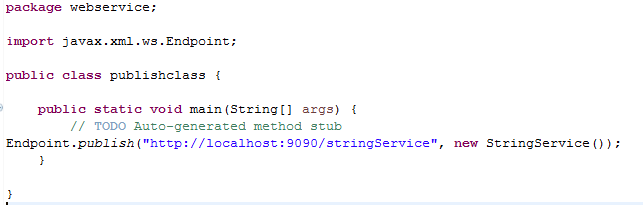 package webservice;
import javax.xml.ws.Endpoint;
public class publishclass {
public static void main(String[] args) {
// TODO Auto-generated method stub
Endpoint.publish("http://localhost:9090/stringService", new StringService());
}
}